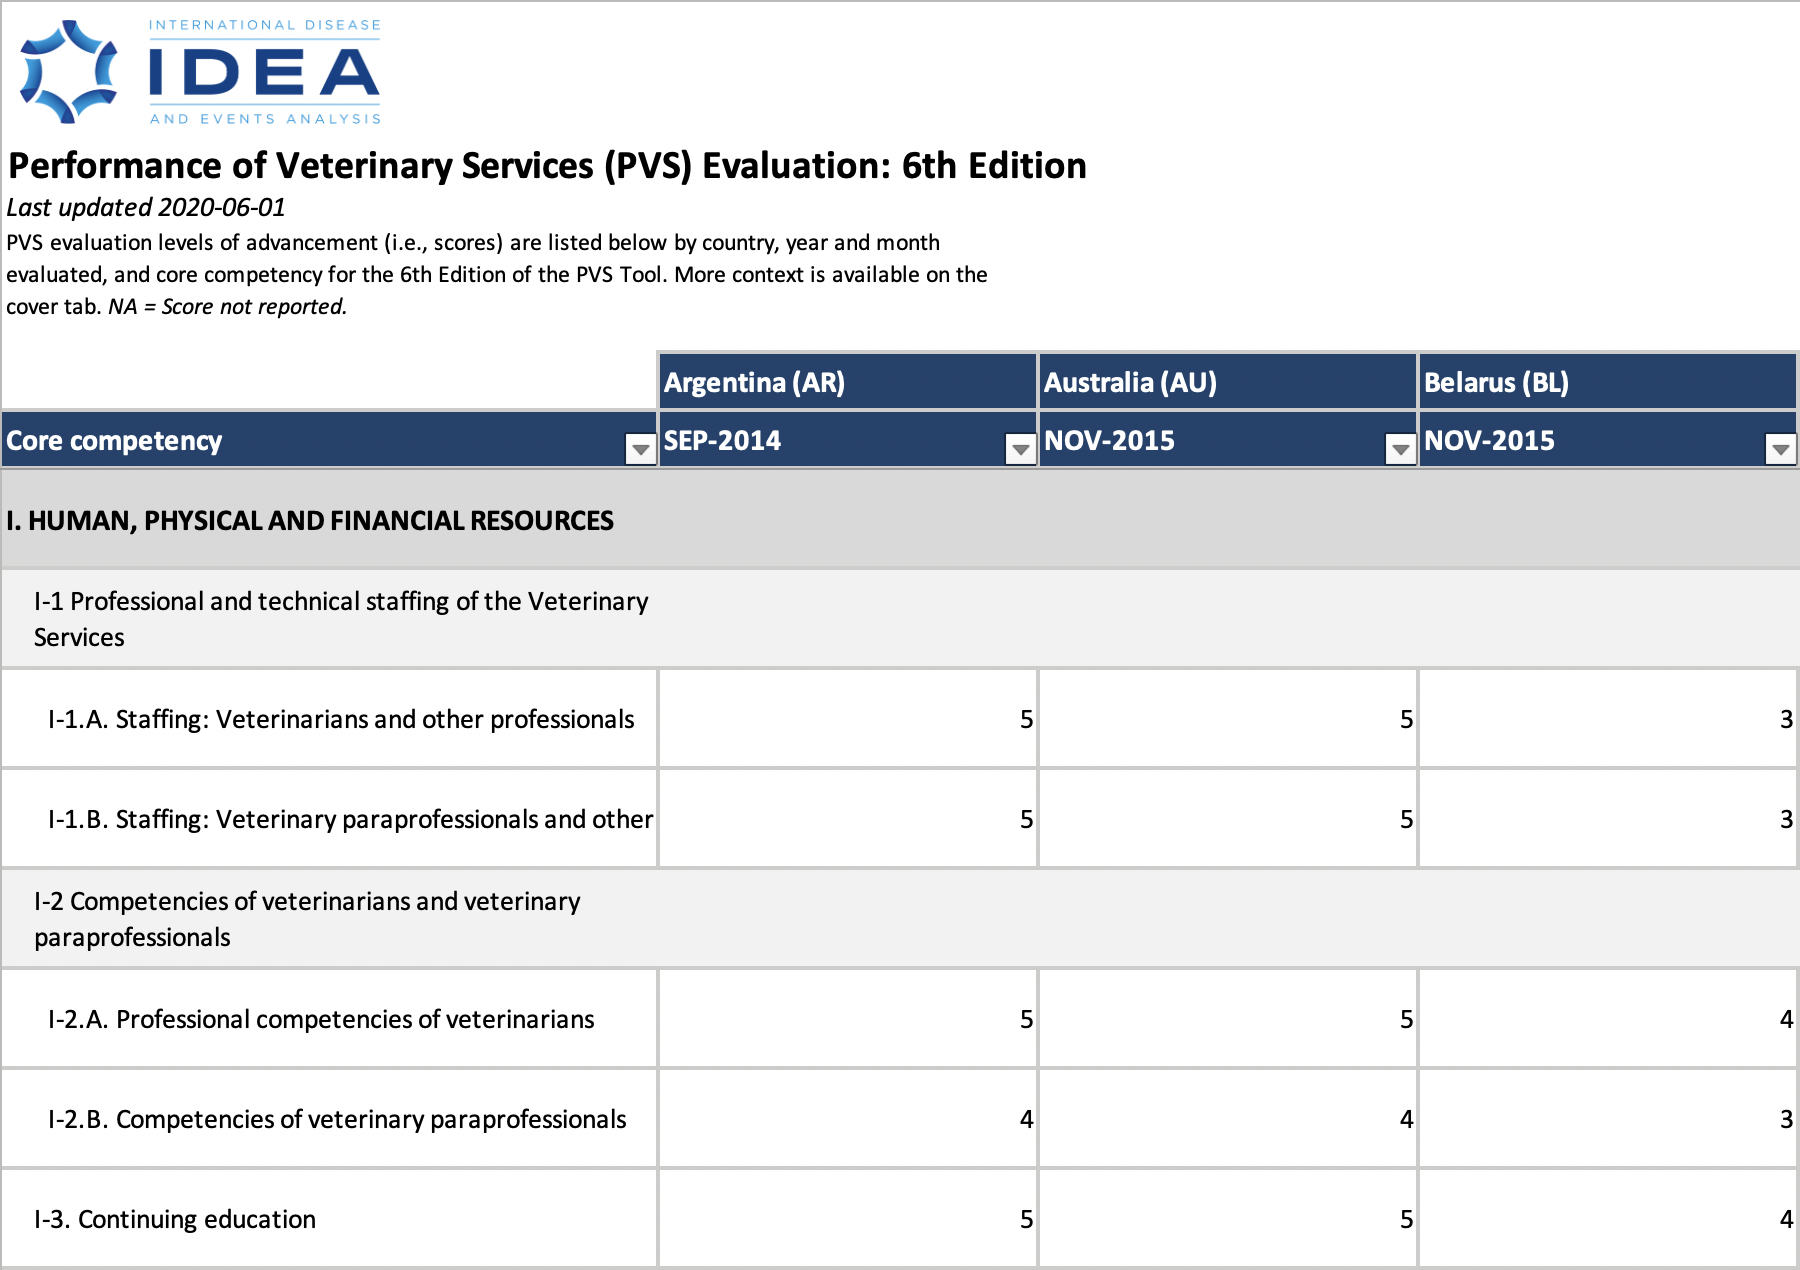 INTERNATIONAL DISEASE
IDEA
AND EVENTS ANALYSIS
Performance of Veterinary Services (PVS) Evaluation: 6th Edition
Last updated 2020-06-01
PVS evaluation levels of advancement (i.e., scores) are listed below by country, year and month
evaluated, and core competency for the 6th Edition of the PVS Tool. More context is available on the
cover tab. NA = Score not reported.
Argentina (AR) Australia (AU) Belarus (BL)
Core competency SEP-2014 NOV-2015 NOV-2015
I. HUMAN, PHYSICAL AND FINANCIAL RESOURCES
I-1 Professional and technical staffing of the Veterinary
Services
I-1.A. Staffing: Veterinarians and other professionals 5 5 3
I-1.B. Staffing: Veterinary paraprofessionals and other 5 5 3
I-2 Competencies of veterinarians and veterinary
paraprofessionals
I-2.A. Professional competencies of veterinarians 5 5 4
I-2.B. Competencies of veterinary paraprofessionals 4 4 3
I-3. Continuing education 5 5 4